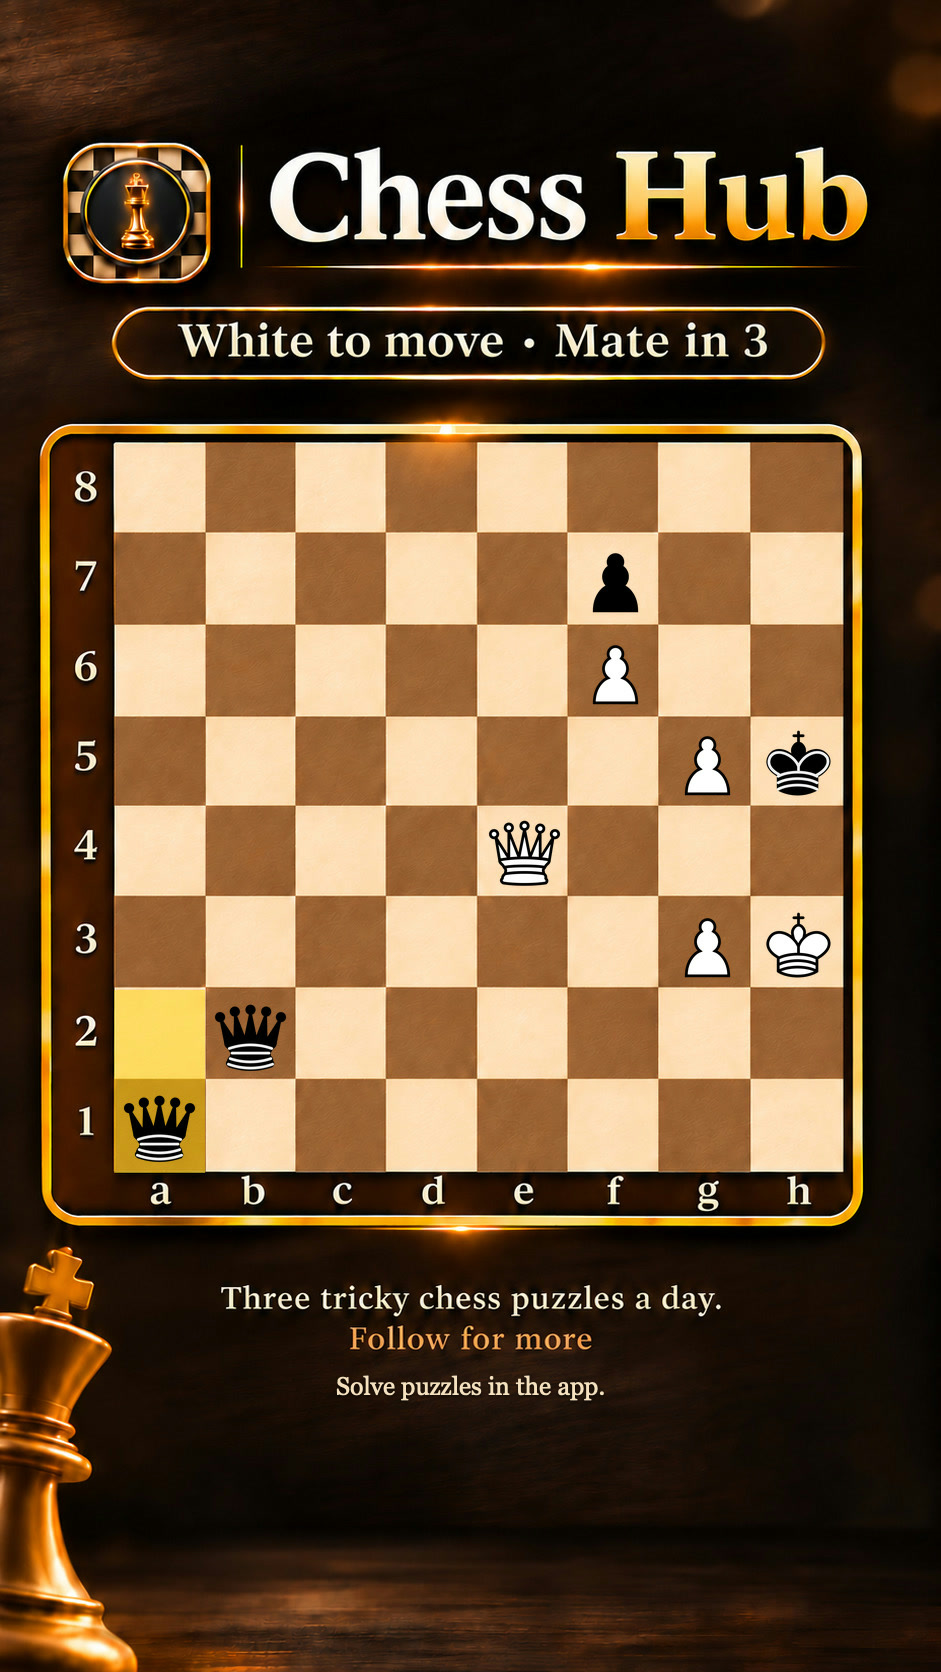 Chess Hub
White to move • Mate in 3
8
7
6
5
4
3
2
1
a b c d e f g h
Three tricky chess puzzles a day.
Follow for more
Solve puzzles in the app.